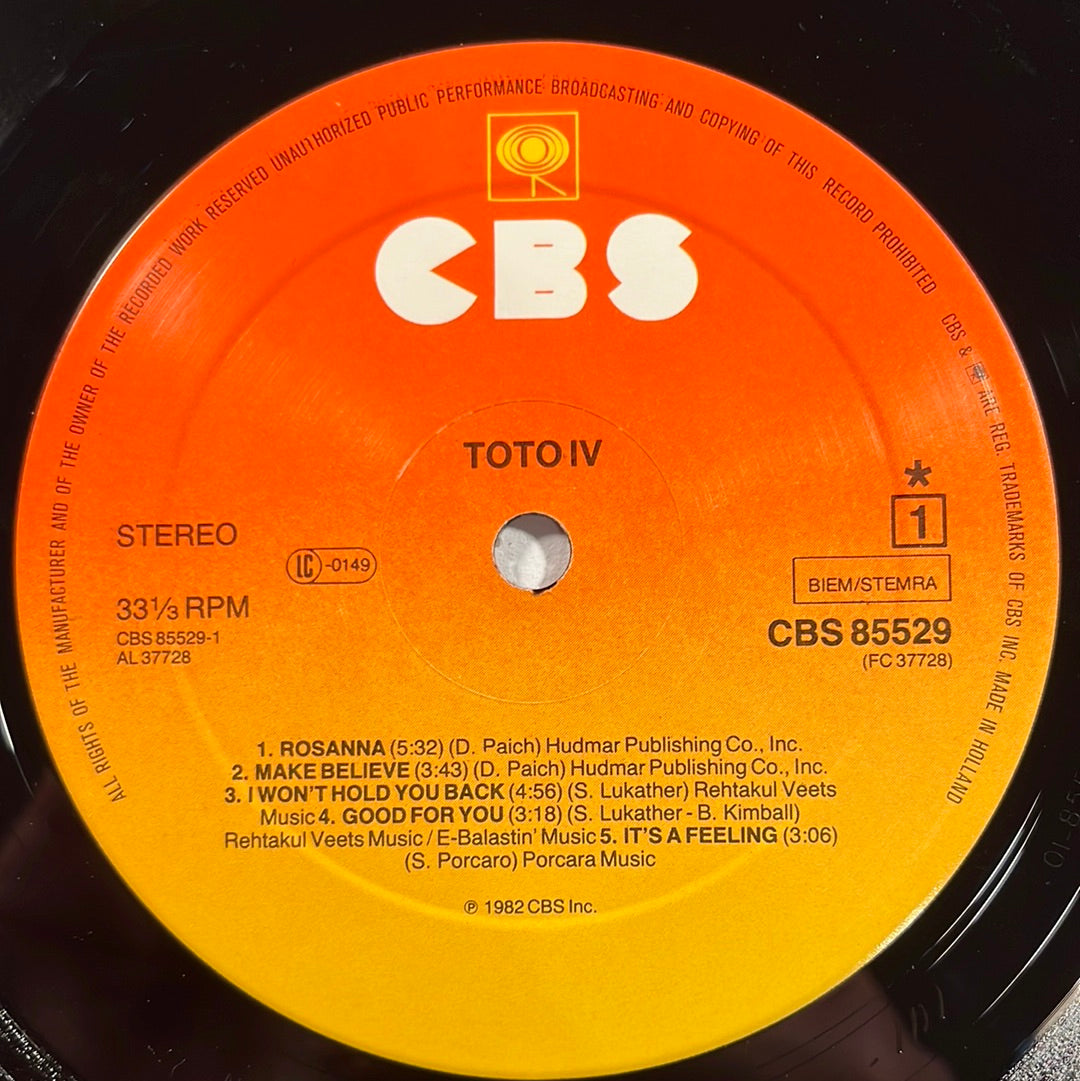 ALL RIGHTS OF THE MANUFACTURER AND OF THE OWNER OF THE RECORDED WORK RESERVED UNAUTHORIZED PUBLIC PERFORMANCE BROADCASTING AND COPYING OF THIS RECORD PROHIBITED
CBS & ARE REG. TRADEMARKS OF CBS INC. MADE IN HOLLAND
CBS
TOTO IV
STEREO
LC -0149
33⅓ RPM
CBS 85529-1
AL 37728
*
1
BIEM/STEMRA
CBS 85529
(FC 37728)
1. ROSANNA (5:32) (D. Paich) Hudmar Publishing Co., Inc.
2. MAKE BELIEVE (3:43) (D. Paich) Hudmar Publishing Co., Inc.
3. I WON'T HOLD YOU BACK (4:56) (S. Lukather) Rehtakul Veets
Music 4. GOOD FOR YOU (3:18) (S. Lukather - B. Kimball)
Rehtakul Veets Music / E-Balastin' Music 5. IT'S A FEELING (3:06)
(S. Porcaro) Porcara Music
℗ 1982 CBS Inc.